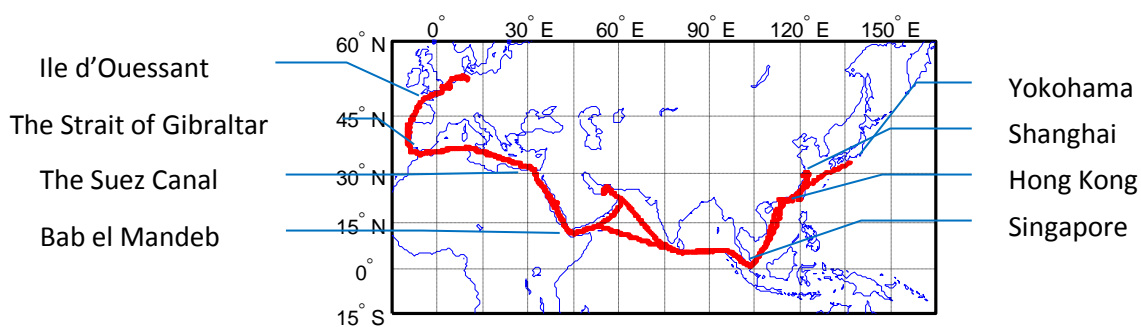 0° 30° E 60° E 90° E 120° E 150° E
60° N
45° N
30° N
15° N
0°
15° S
Ile d’Ouessant
The Strait of Gibraltar
The Suez Canal
Bab el Mandeb
Yokohama
Shanghai
Hong Kong
Singapore